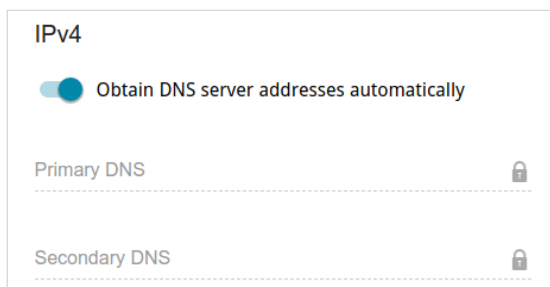 IPv4
Obtain DNS server addresses automatically
Primary DNS
Secondary DNS